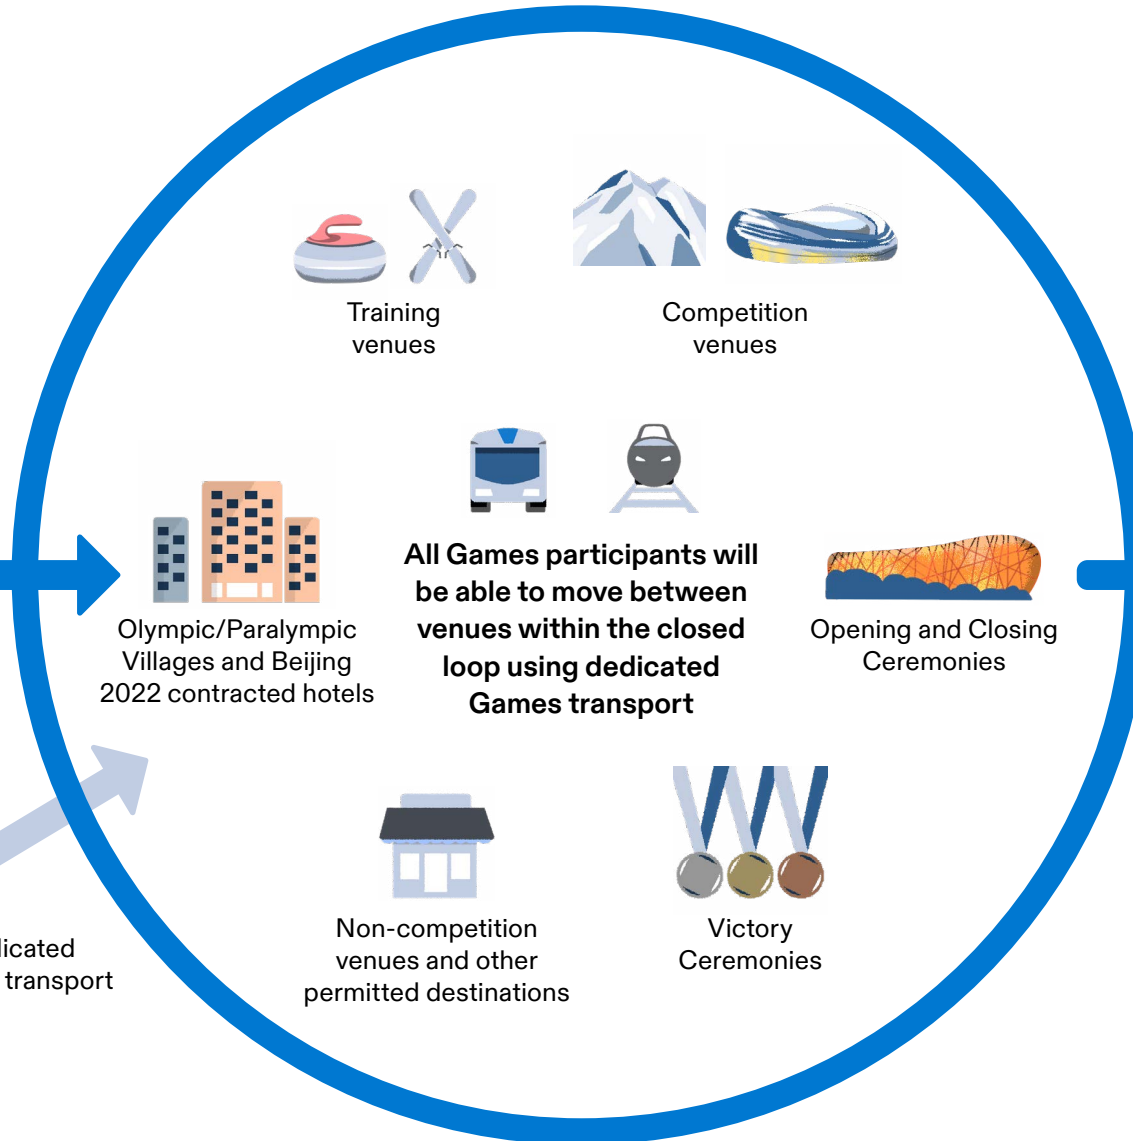 Training
venues
Competition
venues
All Games participants will
be able to move between
venues within the closed
loop using dedicated
Games transport
Olympic/Paralympic
Villages and Beijing
2022 contracted hotels
Opening and Closing
Ceremonies
Non-competition
venues and other
permitted destinations
Victory
Ceremonies
transport